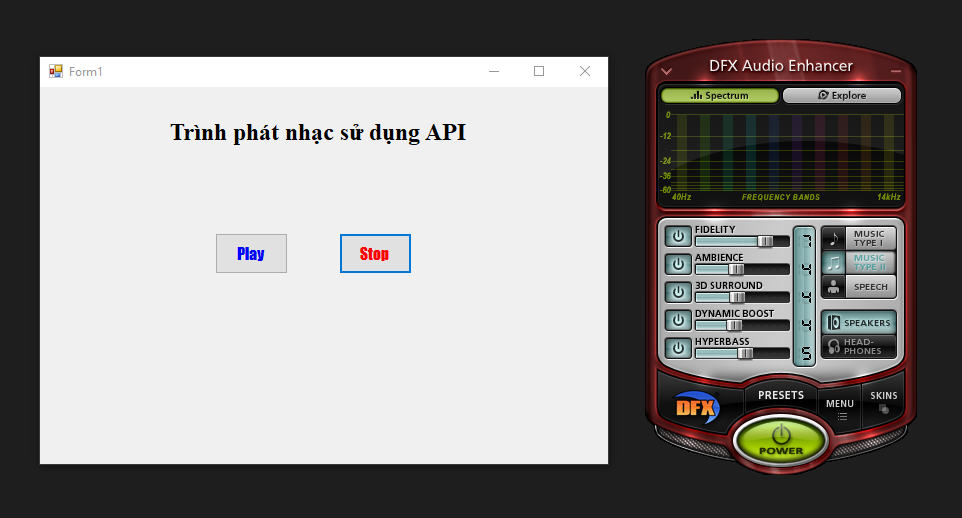 Form1
Trình phát nhạc sử dụng API
Play
Stop
DFX Audio Enhancer
Spectrum
Explore
0
-12
-24
-36
-60
40Hz
FREQUENCY BANDS
14kHz
FIDELITY
7
AMBIENCE
4
3D SURROUND
4
DYNAMIC BOOST
4
HYPERBASS
5
MUSIC
TYPE I
MUSIC
TYPE II
SPEECH
SPEAKERS
HEAD-
PHONES
DFX
PRESETS
MENU
SKINS
POWER